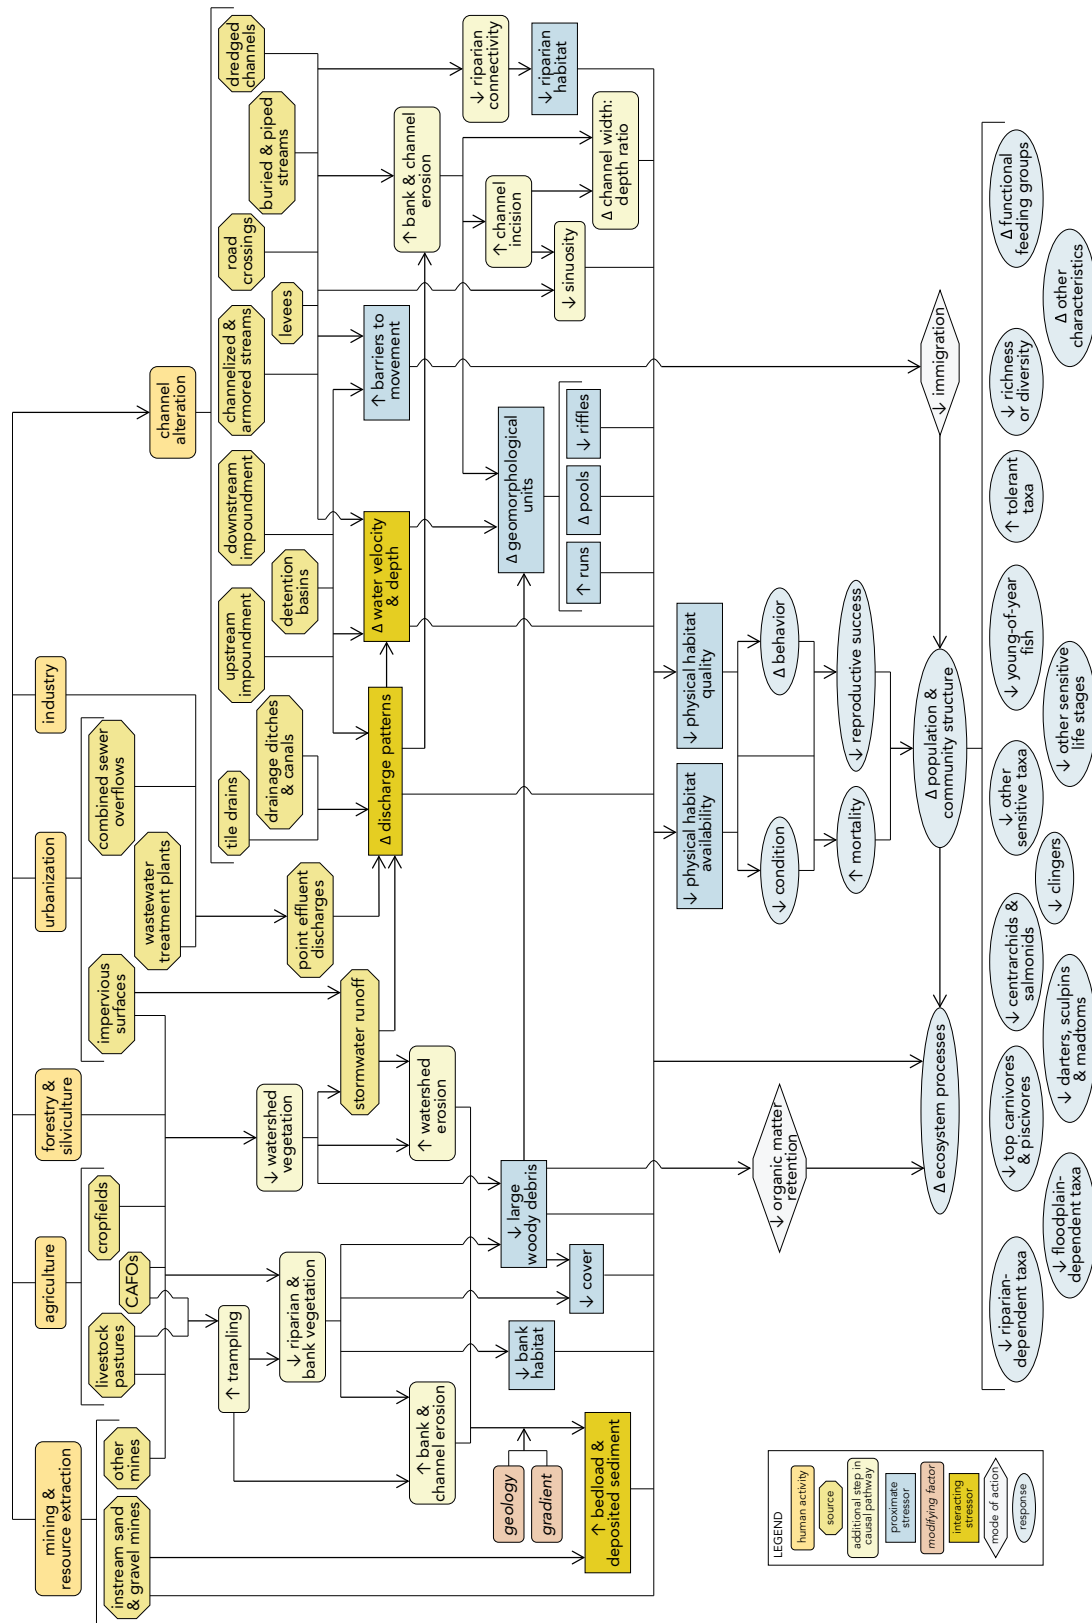 mining &
resource extraction
agriculture
forestry &
silviculture
urbanization
industry
channel
alteration
instream sand
& gravel mines
other
mines
livestock
pastures
CAFOs
cropfields
impervious
surfaces
wastewater
treatment plants
combined sewer
overflows
tile drains
drainage ditches
& canals
upstream
impoundment
detention
basins
downstream
impoundment
channelized &
armored streams
levees
road
crossings
buried & piped
streams
dredged
channels
↑ trampling
↓ riparian &
bank vegetation
↓ watershed
vegetation
stormwater runoff
point effluent
discharges
↑ bank &
channel erosion
↑ watershed
erosion
Δ discharge patterns
Δ water velocity
& depth
↑ barriers to
movement
↑ bank & channel
erosion
↓ riparian
connectivity
↓ riparian
habitat
geology
gradient
↓ bank
habitat
↓ large
woody debris
↓ cover
Δ geomorphological
units
↑ runs
Δ pools
↓ riffles
↑ channel
incision
↓ sinuosity
Δ channel width:
depth ratio
↑ bedload &
deposited sediment
↓ physical habitat
availability
↓ physical habitat
quality
↓ organic matter
retention
↓ condition
Δ behavior
↑ mortality
↓ reproductive success
↓ immigration
Δ ecosystem processes
Δ population &
community structure
↓ riparian-
dependent taxa
↓ floodplain-
dependent taxa
↓ top carnivores
& piscivores
↓ darters, sculpins
& madtoms
↓ centrarchids &
salmonids
↓ clingers
↓ other
sensitive taxa
↓ other sensitive
life stages
↓ young-of-year
fish
↑ tolerant
taxa
↓ richness
or diversity
Δ other
characteristics
Δ functional
feeding groups
LEGEND
human activity
source
additional step in
causal pathway
proximate
stressor
modifying factor
interacting
stressor
mode of action
response